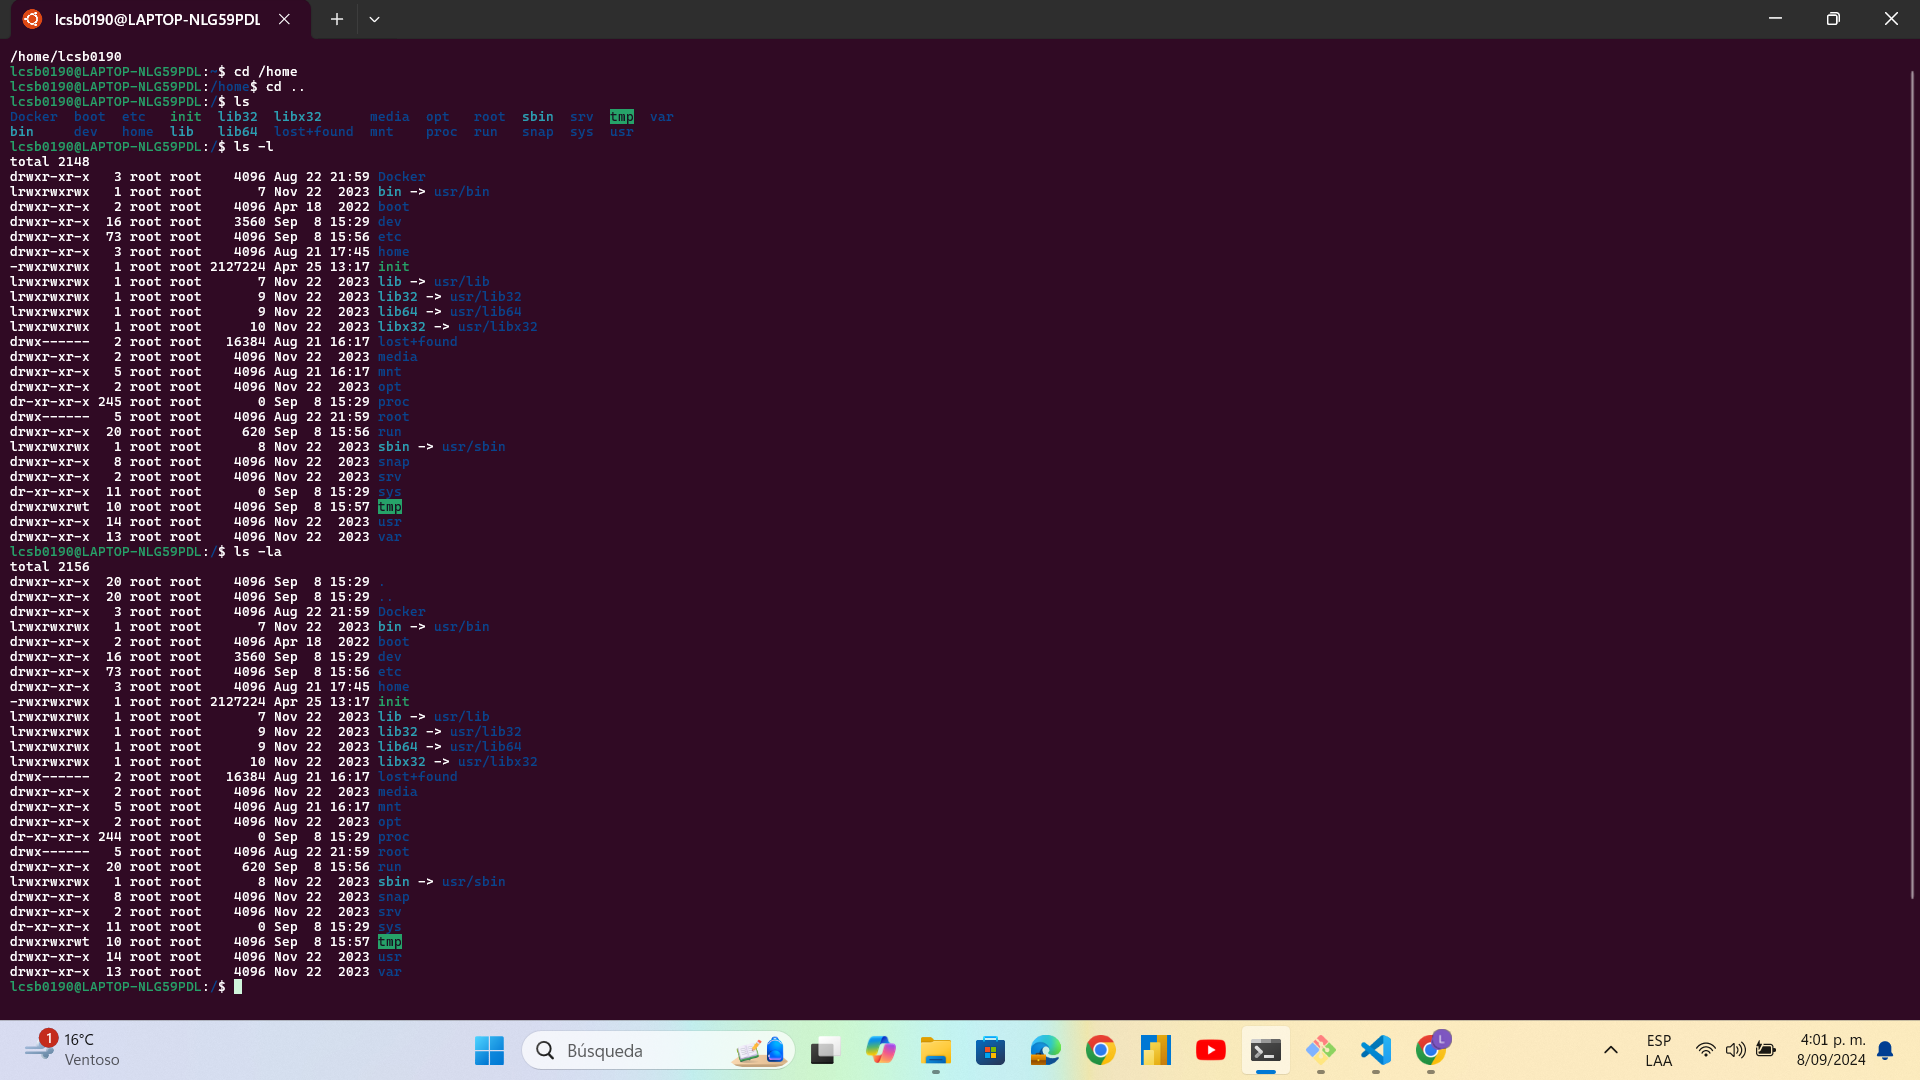 lcsb0190@LAPTOP-NLG59PDL
/home/lcsb0190
lcsb0190@LAPTOP-NLG59PDL:~$ cd /home
lcsb0190@LAPTOP-NLG59PDL:/home$ cd ..
lcsb0190@LAPTOP-NLG59PDL:/$ ls
Docker  boot  etc   init  lib32  libx32      media  opt   root  sbin  srv  tmp  var
bin     dev   home  lib   lib64  lost+found  mnt    proc  run   snap  sys  usr
lcsb0190@LAPTOP-NLG59PDL:/$ ls -l
total 2148
drwxr-xr-x   3 root root    4096 Aug 22 21:59 Docker
lrwxrwxrwx   1 root root       7 Nov 22  2023 bin -> usr/bin
drwxr-xr-x   2 root root    4096 Apr 18  2022 boot
drwxr-xr-x  16 root root    3560 Sep  8 15:29 dev
drwxr-xr-x  73 root root    4096 Sep  8 15:56 etc
drwxr-xr-x   3 root root    4096 Aug 21 17:45 home
-rwxrwxrwx   1 root root 2127224 Apr 25 13:17 init
lrwxrwxrwx   1 root root       7 Nov 22  2023 lib -> usr/lib
lrwxrwxrwx   1 root root       9 Nov 22  2023 lib32 -> usr/lib32
lrwxrwxrwx   1 root root       9 Nov 22  2023 lib64 -> usr/lib64
lrwxrwxrwx   1 root root      10 Nov 22  2023 libx32 -> usr/libx32
drwx------   2 root root   16384 Aug 21 16:17 lost+found
drwxr-xr-x   2 root root    4096 Nov 22  2023 media
drwxr-xr-x   5 root root    4096 Aug 21 16:17 mnt
drwxr-xr-x   2 root root    4096 Nov 22  2023 opt
dr-xr-xr-x 245 root root       0 Sep  8 15:29 proc
drwx------   5 root root    4096 Aug 22 21:59 root
drwxr-xr-x  20 root root     620 Sep  8 15:56 run
lrwxrwxrwx   1 root root       8 Nov 22  2023 sbin -> usr/sbin
drwxr-xr-x   8 root root    4096 Nov 22  2023 snap
drwxr-xr-x   2 root root    4096 Nov 22  2023 srv
dr-xr-xr-x  11 root root       0 Sep  8 15:29 sys
drwxrwxrwt  10 root root    4096 Sep  8 15:57 tmp
drwxr-xr-x  14 root root    4096 Nov 22  2023 usr
drwxr-xr-x  13 root root    4096 Nov 22  2023 var
lcsb0190@LAPTOP-NLG59PDL:/$ ls -la
total 2156
drwxr-xr-x  20 root root    4096 Sep  8 15:29 .
drwxr-xr-x  20 root root    4096 Sep  8 15:29 ..
drwxr-xr-x   3 root root    4096 Aug 22 21:59 Docker
lrwxrwxrwx   1 root root       7 Nov 22  2023 bin -> usr/bin
drwxr-xr-x   2 root root    4096 Apr 18  2022 boot
drwxr-xr-x  16 root root    3560 Sep  8 15:29 dev
drwxr-xr-x  73 root root    4096 Sep  8 15:56 etc
drwxr-xr-x   3 root root    4096 Aug 21 17:45 home
-rwxrwxrwx   1 root root 2127224 Apr 25 13:17 init
lrwxrwxrwx   1 root root       7 Nov 22  2023 lib -> usr/lib
lrwxrwxrwx   1 root root       9 Nov 22  2023 lib32 -> usr/lib32
lrwxrwxrwx   1 root root       9 Nov 22  2023 lib64 -> usr/lib64
lrwxrwxrwx   1 root root      10 Nov 22  2023 libx32 -> usr/libx32
drwx------   2 root root   16384 Aug 21 16:17 lost+found
drwxr-xr-x   2 root root    4096 Nov 22  2023 media
drwxr-xr-x   5 root root    4096 Aug 21 16:17 mnt
drwxr-xr-x   2 root root    4096 Nov 22  2023 opt
dr-xr-xr-x 244 root root       0 Sep  8 15:29 proc
drwx------   5 root root    4096 Aug 22 21:59 root
drwxr-xr-x  20 root root     620 Sep  8 15:56 run
lrwxrwxrwx   1 root root       8 Nov 22  2023 sbin -> usr/sbin
drwxr-xr-x   8 root root    4096 Nov 22  2023 snap
drwxr-xr-x   2 root root    4096 Nov 22  2023 srv
dr-xr-xr-x  11 root root       0 Sep  8 15:29 sys
drwxrwxrwt  10 root root    4096 Sep  8 15:57 tmp
drwxr-xr-x  14 root root    4096 Nov 22  2023 usr
drwxr-xr-x  13 root root    4096 Nov 22  2023 var
lcsb0190@LAPTOP-NLG59PDL:/$
1
16°C
Ventoso
Búsqueda
L
ESP
LAA
4:01 p. m.
8/09/2024